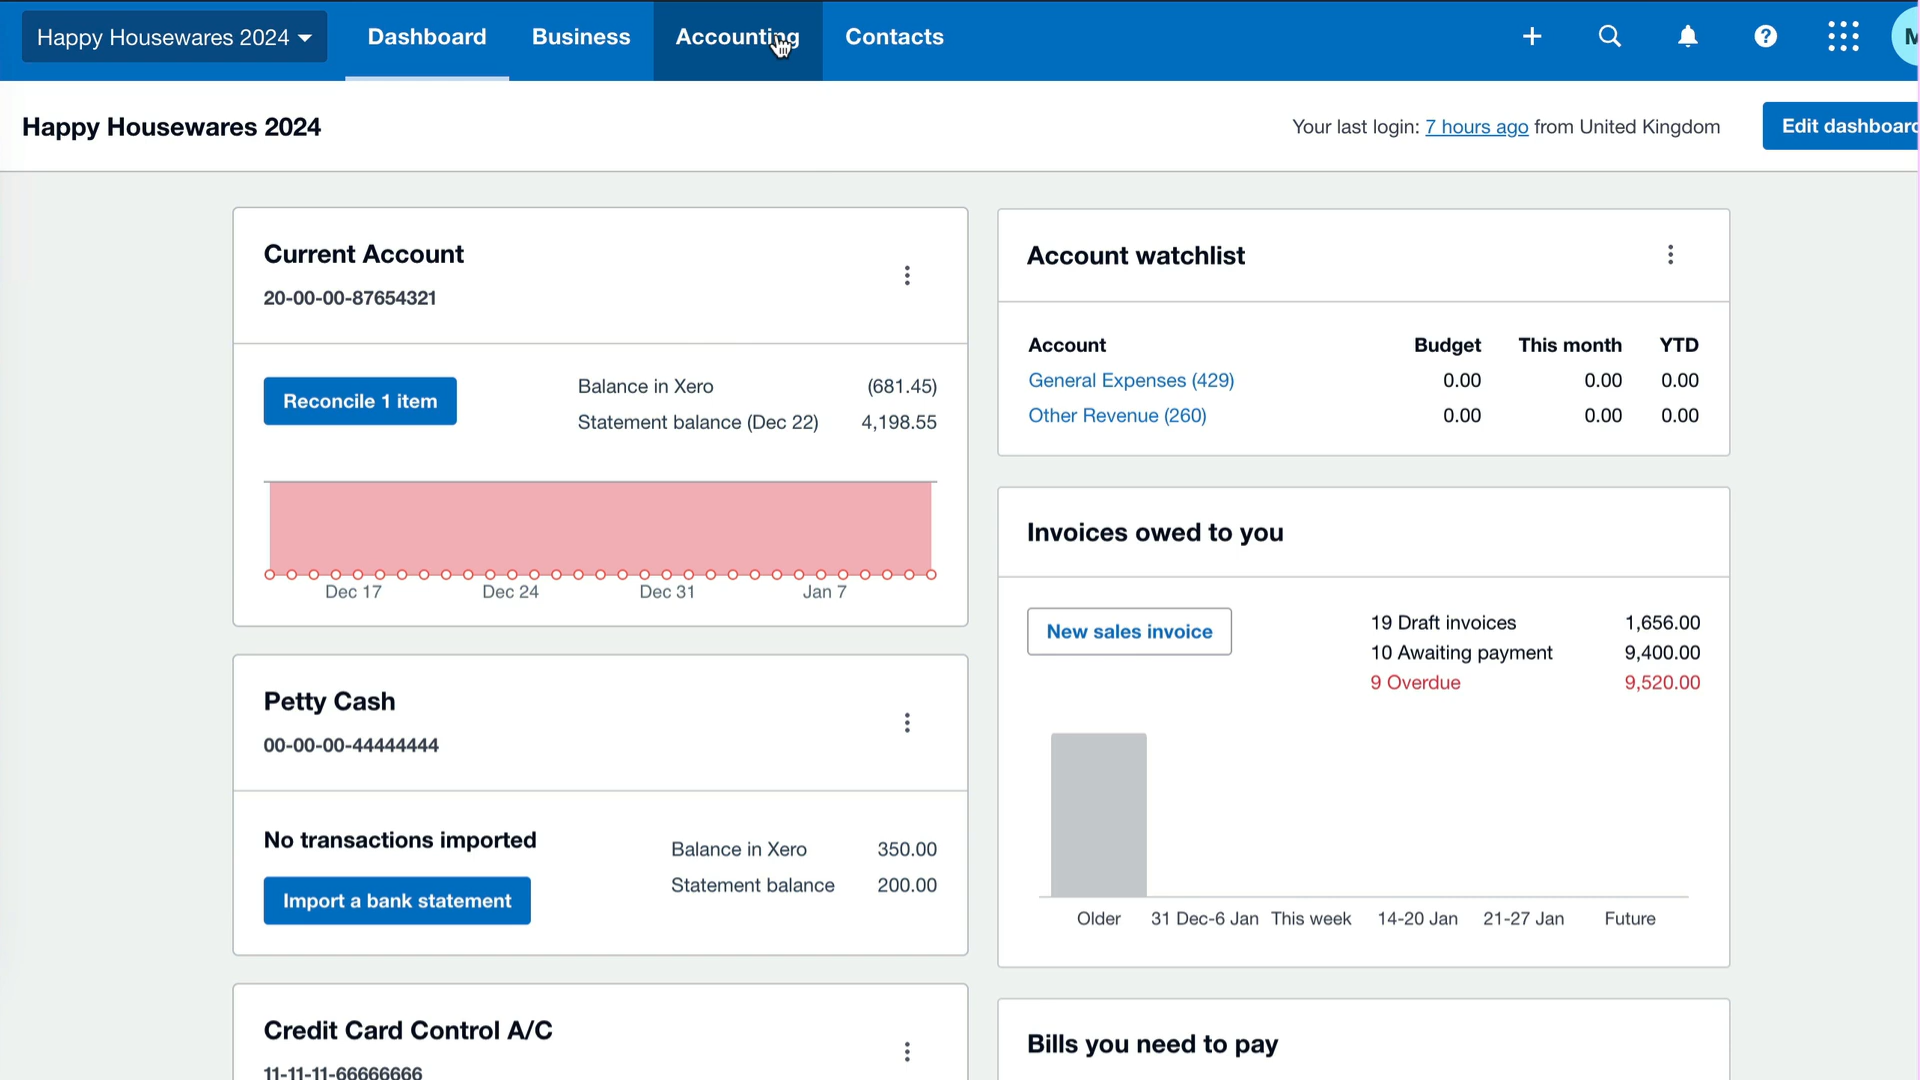 Happy Housewares 2024
Dashboard
Business
Accounting
Contacts
Happy Housewares 2024
Your last login: 7 hours ago from United Kingdom
Edit dashboard
Current Account
20-00-00-87654321
Reconcile 1 item
Balance in Xero (681.45)
Statement balance (Dec 22) 4,198.55
Dec 17 Dec 24 Dec 31 Jan 7
Petty Cash
00-00-00-44444444
No transactions imported
Import a bank statement
Balance in Xero 350.00
Statement balance 200.00
Credit Card Control A/C
11-11-11-66666666
Account watchlist
Account Budget This month YTD
General Expenses (429) 0.00 0.00 0.00
Other Revenue (260) 0.00 0.00 0.00
Invoices owed to you
New sales invoice
19 Draft invoices 1,656.00
10 Awaiting payment 9,400.00
9 Overdue 9,520.00
Older 31 Dec-6 Jan This week 14-20 Jan 21-27 Jan Future
Bills you need to pay